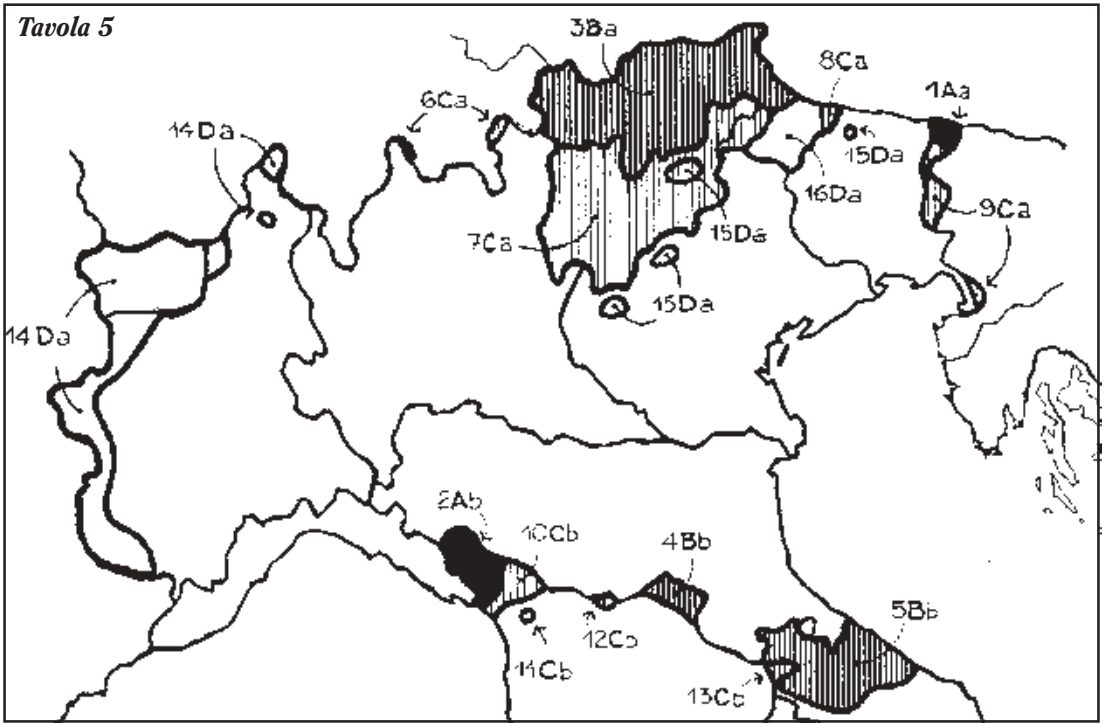 Tavola 5
3Ba
8Ca
1Aa
6Ca
14Da
15Da
16Da
9Ca
7Ca
15Da
15Da
14Da
2Ab
10Cb
4Bb
12Cb
5Bb
11Cb
13Cb